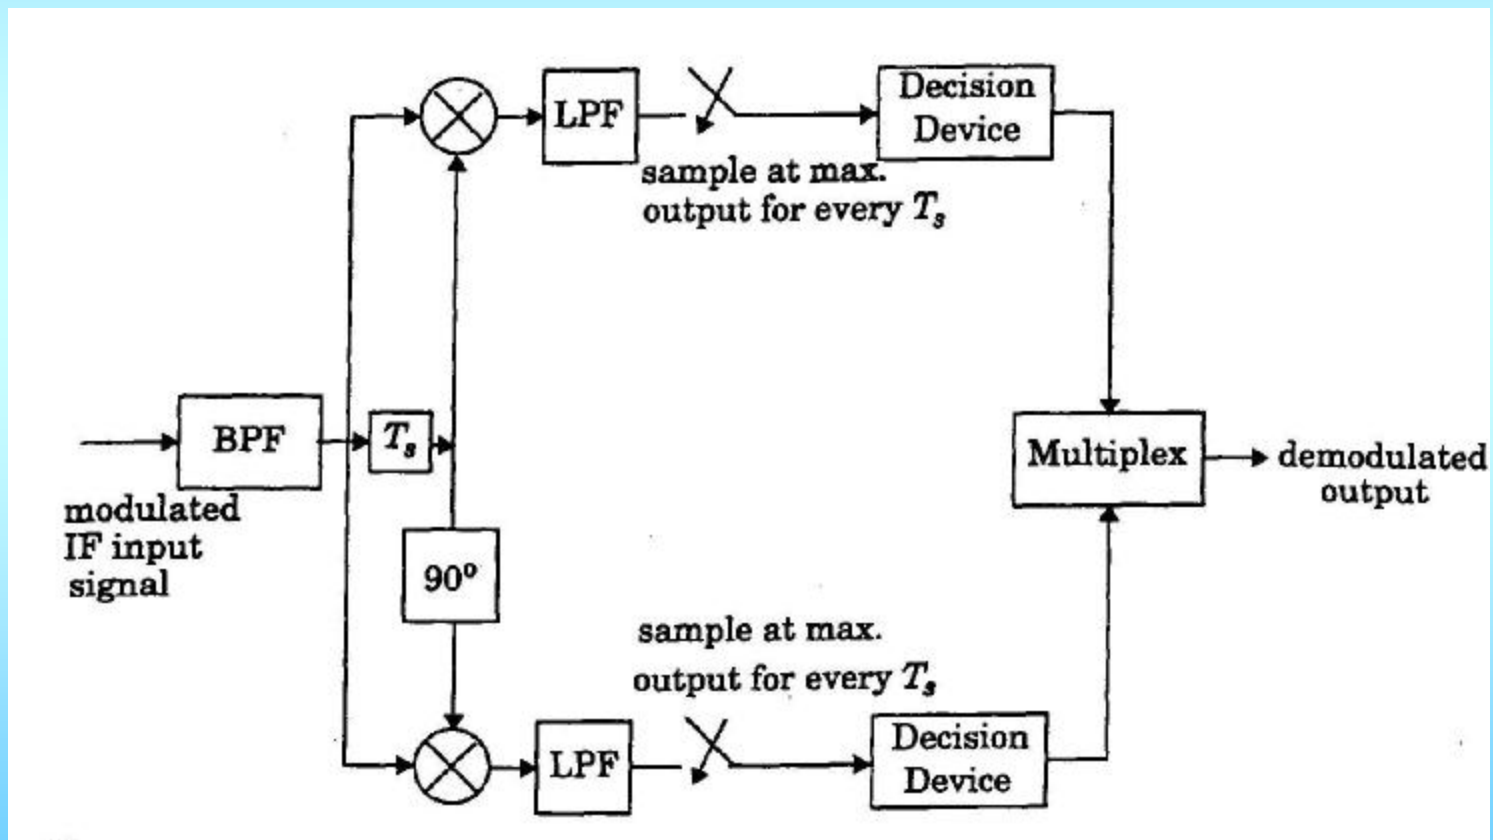 LPF
Decision
Device
sample at max.
output for every Tₛ
BPF
Tₛ
Multiplex
demodulated
output
modulated
IF input
signal
90º
sample at max.
output for every Tₛ
LPF
Decision
Device